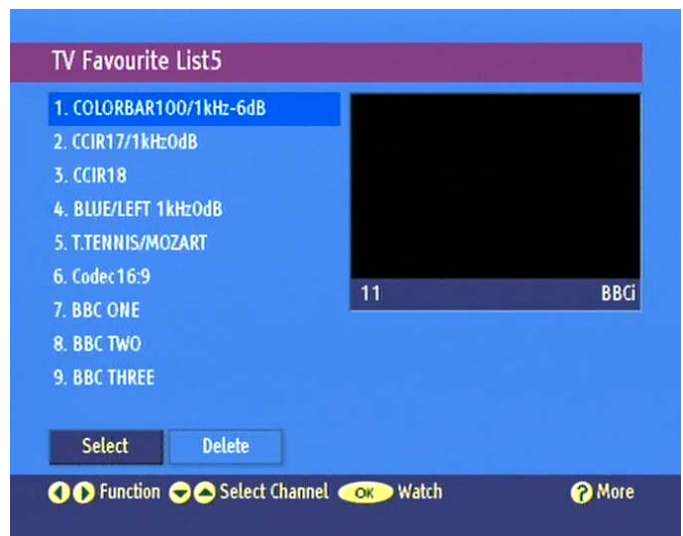 TV Favourite List5
1. COLORBAR100/1kHz-6dB
2. CCIR17/1kHz0dB
3. CCIR18
4. BLUE/LEFT 1kHz0dB
5. T.TENNIS/MOZART
6. Codec16:9
7. BBC ONE
8. BBC TWO
9. BBC THREE
11 BBCi
Select Delete
Function Select Channel OK Watch ? More